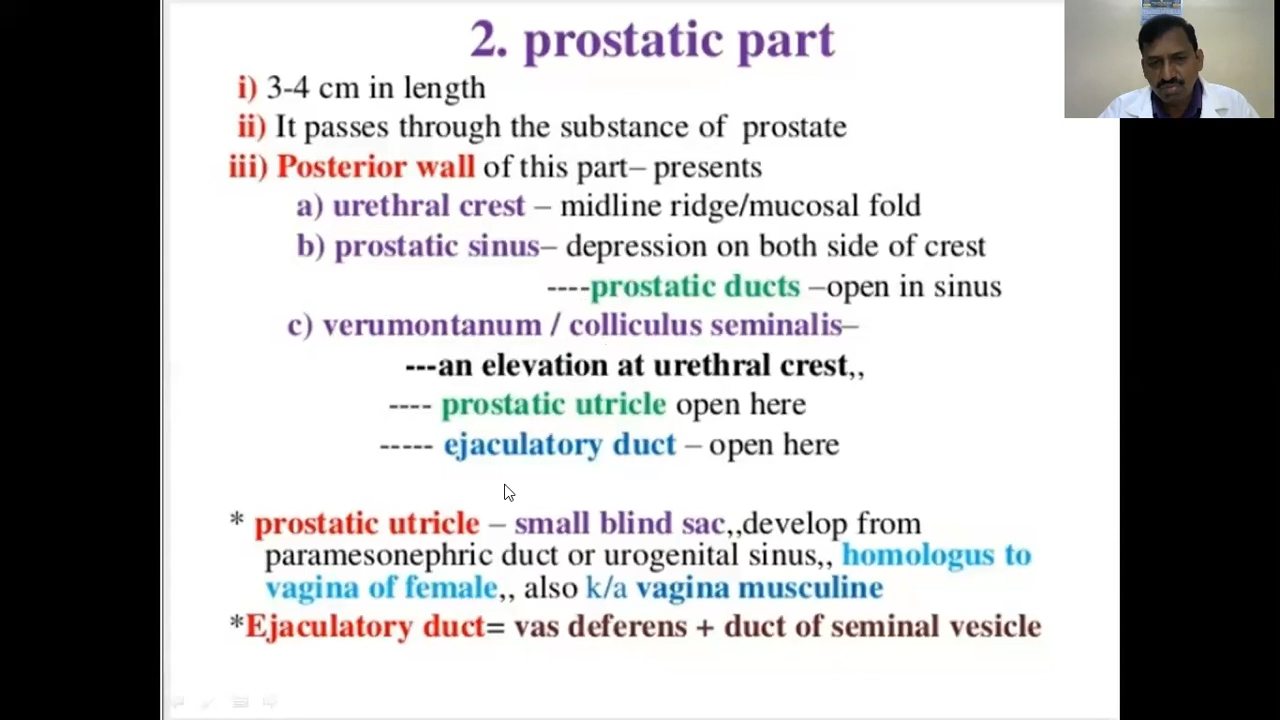 2. prostatic part
i) 3-4 cm in length
ii) It passes through the substance of prostate
iii) Posterior wall of this part– presents
a) urethral crest – midline ridge/mucosal fold
b) prostatic sinus– depression on both side of crest
----prostatic ducts –open in sinus
c) verumontanum / colliculus seminalis–
---an elevation at urethral crest,,
---- prostatic utricle open here
----- ejaculatory duct – open here
* prostatic utricle – small blind sac,,develop from
paramesonephric duct or urogenital sinus,, homologus to
vagina of female,, also k/a vagina musculine
*Ejaculatory duct= vas deferens + duct of seminal vesicle